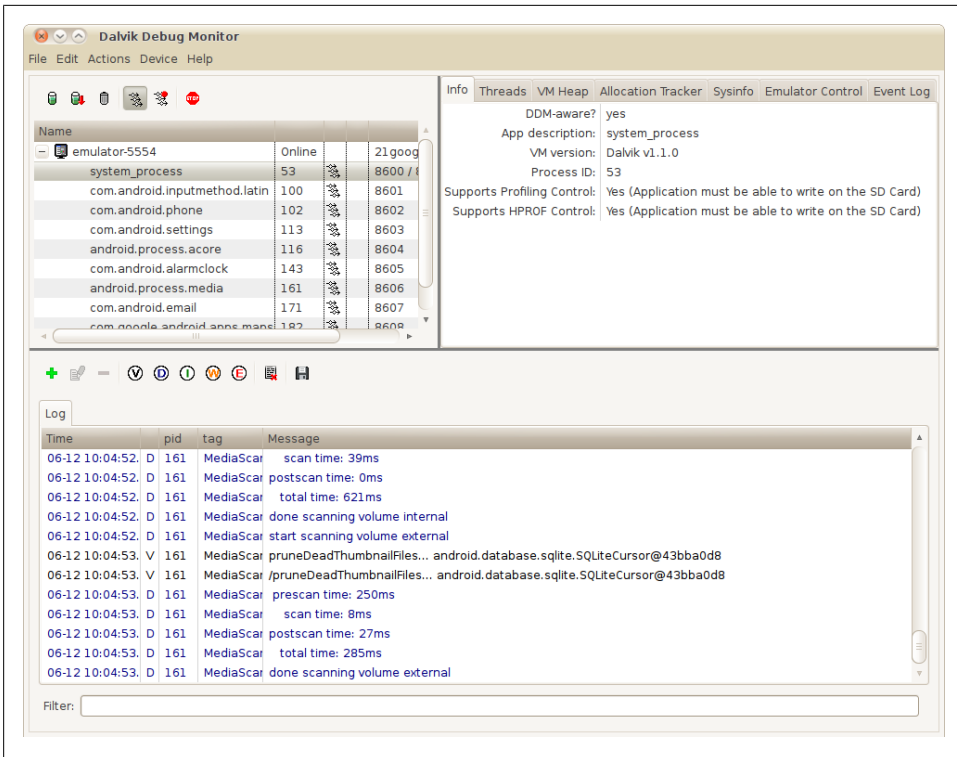 Dalvik Debug Monitor
File Edit Actions Device Help
STOP
Name
emulator-5554 Online 21goog
system_process 53 8600 / 8
com.android.inputmethod.latin 100 8601
com.android.phone 102 8602
com.android.settings 113 8603
android.process.acore 116 8604
com.android.alarmclock 143 8605
android.process.media 161 8606
com.android.email 171 8607
com.google.android.apps.maps 182 8608
Info Threads VM Heap Allocation Tracker Sysinfo Emulator Control Event Log
DDM-aware? yes
App description: system_process
VM version: Dalvik v1.1.0
Process ID: 53
Supports Profiling Control: Yes (Application must be able to write on the SD Card)
Supports HPROF Control: Yes (Application must be able to write on the SD Card)
V D I W E
Log
Time pid tag Message
06-12 10:04:52. D 161 MediaScar scan time: 39ms
06-12 10:04:52. D 161 MediaScar postscan time: 0ms
06-12 10:04:52. D 161 MediaScar total time: 621ms
06-12 10:04:52. D 161 MediaScar done scanning volume internal
06-12 10:04:52. D 161 MediaScar start scanning volume external
06-12 10:04:53. V 161 MediaScar pruneDeadThumbnailFiles... android.database.sqlite.SQLiteCursor@43bba0d8
06-12 10:04:53. V 161 MediaScar /pruneDeadThumbnailFiles... android.database.sqlite.SQLiteCursor@43bba0d8
06-12 10:04:53. D 161 MediaScar prescan time: 250ms
06-12 10:04:53. D 161 MediaScar scan time: 8ms
06-12 10:04:53. D 161 MediaScar postscan time: 27ms
06-12 10:04:53. D 161 MediaScar total time: 285ms
06-12 10:04:53. D 161 MediaScar done scanning volume external
Filter: